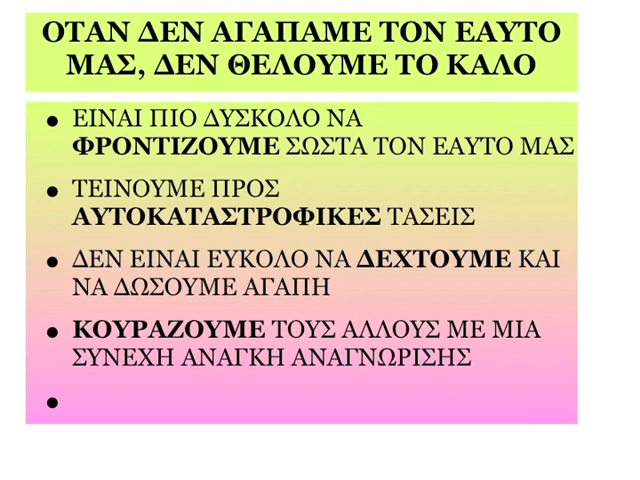 ΟΤΑΝ ΔΕΝ ΑΓΑΠΑΜΕ ΤΟΝ ΕΑΥΤΟ
ΜΑΣ, ΔΕΝ ΘΕΛΟΥΜΕ ΤΟ ΚΑΛΟ
• ΕΙΝΑΙ ΠΙΟ ΔΥΣΚΟΛΟ ΝΑ
ΦΡΟΝΤΙΖΟΥΜΕ ΣΩΣΤΑ ΤΟΝ ΕΑΥΤΟ ΜΑΣ
• ΤΕΙΝΟΥΜΕ ΠΡΟΣ
ΑΥΤΟΚΑΤΑΣΤΡΟΦΙΚΕΣ ΤΑΣΕΙΣ
• ΔΕΝ ΕΙΝΑΙ ΕΥΚΟΛΟ ΝΑ ΔΕΧΤΟΥΜΕ ΚΑΙ
ΝΑ ΔΩΣΟΥΜΕ ΑΓΑΠΗ
• ΚΟΥΡΑΖΟΥΜΕ ΤΟΥΣ ΑΛΛΟΥΣ ΜΕ ΜΙΑ
ΣΥΝΕΧΗ ΑΝΑΓΚΗ ΑΝΑΓΝΩΡΙΣΗΣ
•